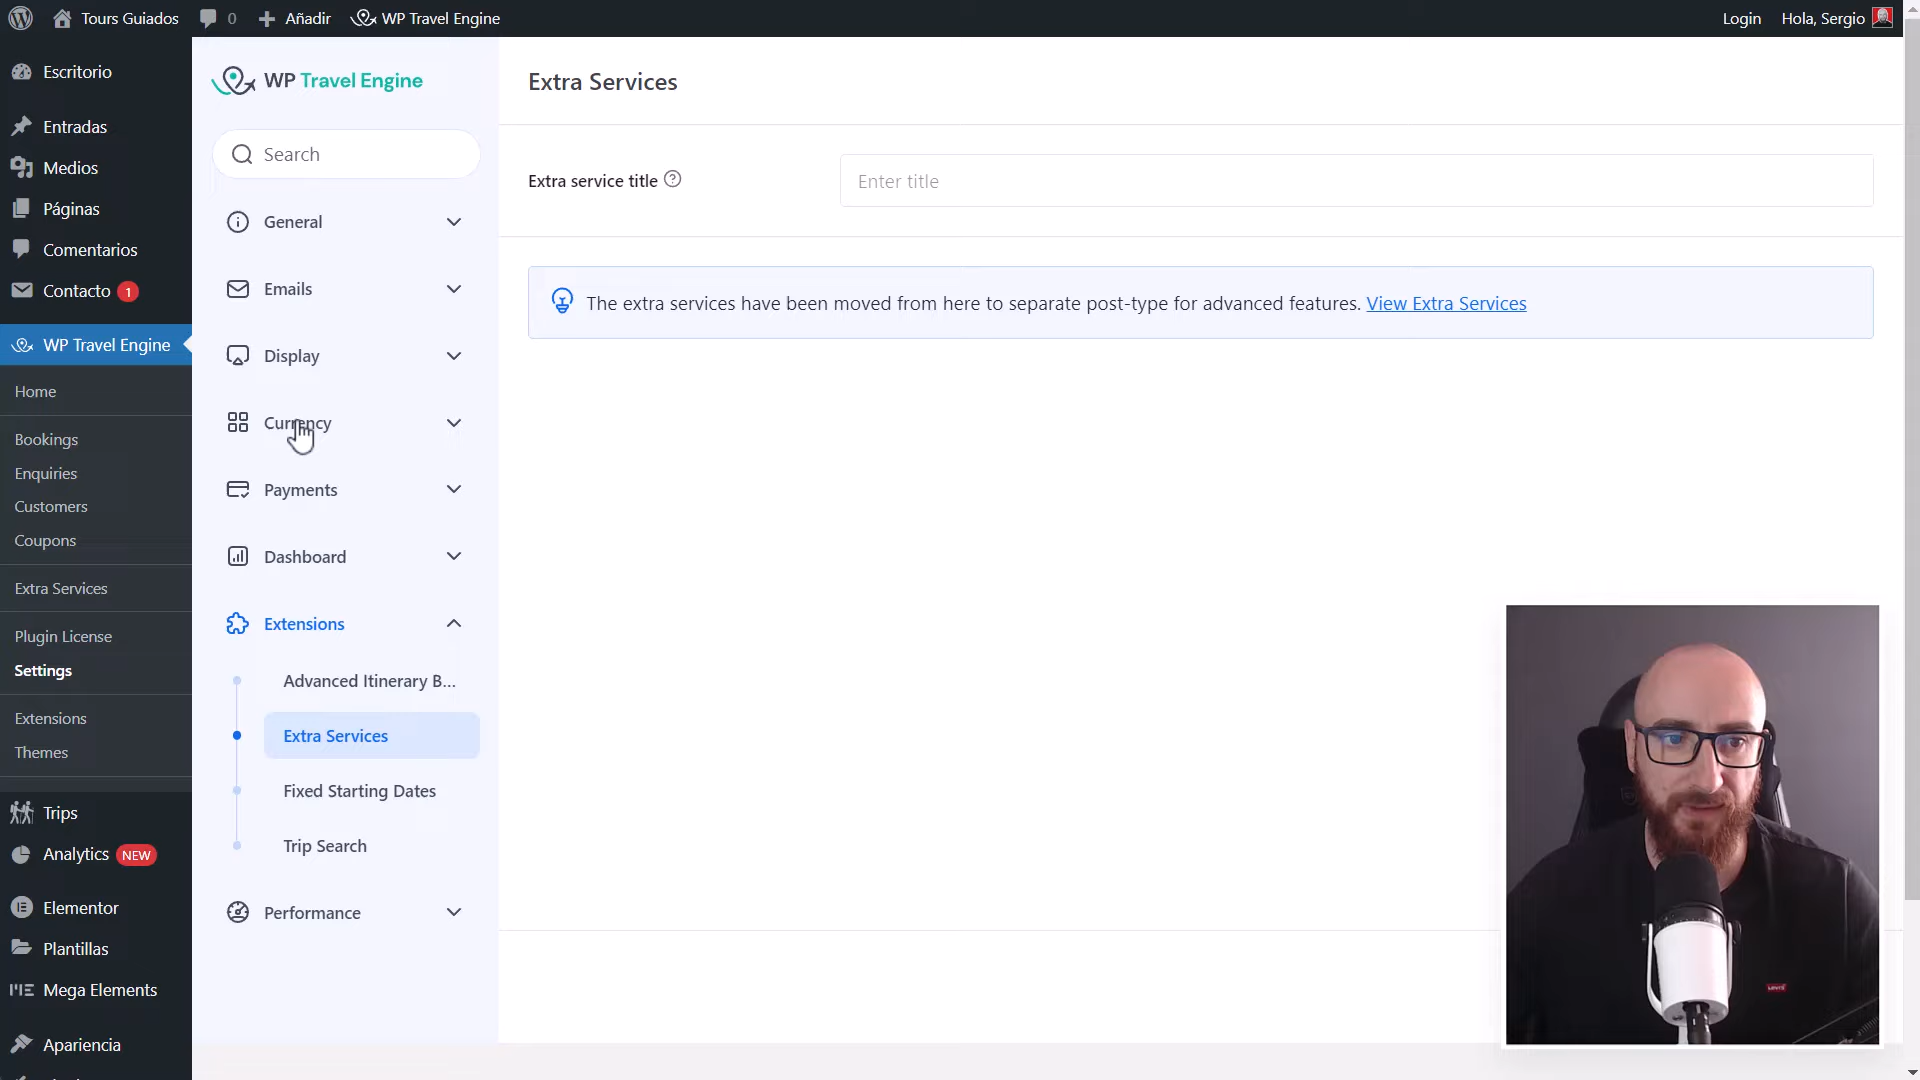 Tours Guiados
0
Añadir
WP Travel Engine
Login
Hola, Sergio
Escritorio
Entradas
Medios
Páginas
Comentarios
Contacto 1
WP Travel Engine
Home
Bookings
Enquiries
Customers
Coupons
Extra Services
Plugin License
Settings
Extensions
Themes
Trips
Analytics NEW
Elementor
Plantillas
Mega Elements
Apariencia
WP Travel Engine
Search
General
Emails
Display
Currency
Payments
Dashboard
Extensions
Advanced Itinerary B...
Extra Services
Fixed Starting Dates
Trip Search
Performance
Extra Services
Extra service title
Enter title
The extra services have been moved from here to separate post-type for advanced features. View Extra Services
Levi's